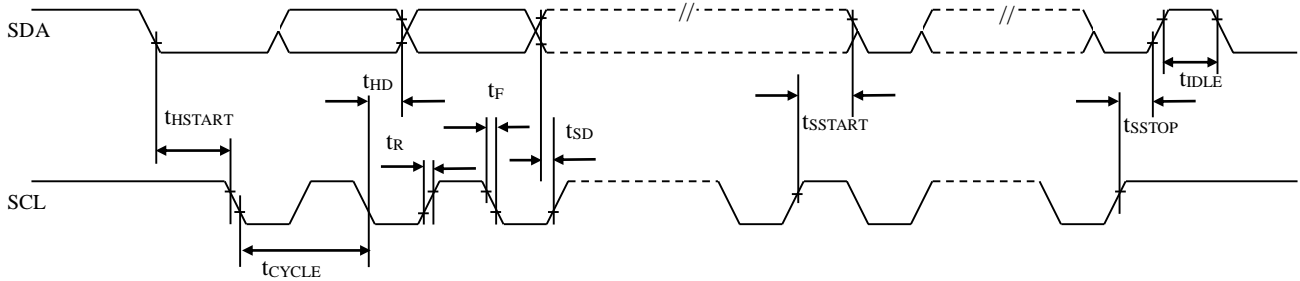 SDA
tHD
tF
tIDLE
tHSTART
tSSTART
tSSTOP
tR
tSD
SCL
tCYCLE